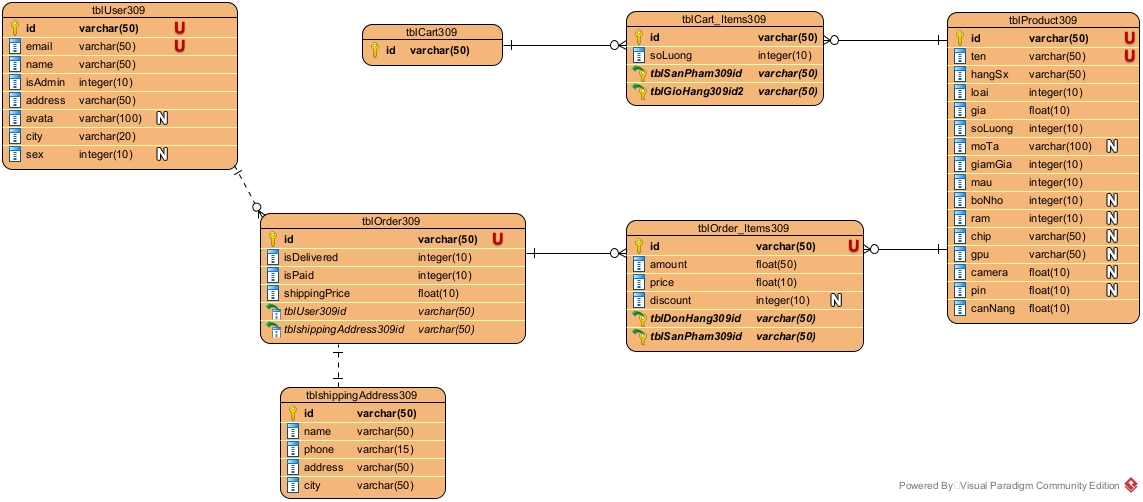 tblUser309
id varchar(50) U
email varchar(50) U
name varchar(50)
isAdmin integer(10)
address varchar(50)
avata varchar(100) N
city varchar(20)
sex integer(10) N
tblCart309
id varchar(50)
tblCart_Items309
id varchar(50)
soLuong integer(10)
tblSanPham309id varchar(50)
tblGioHang309id2 varchar(50)
tblProduct309
id varchar(50) U
ten varchar(50) U
hangSx varchar(50)
loai integer(10)
gia float(10)
soLuong integer(10)
moTa varchar(100) N
giamGia integer(10)
mau integer(10)
boNho integer(10) N
ram integer(10) N
chip varchar(50) N
gpu varchar(50) N
camera float(10) N
pin float(10) N
canNang float(10)
tblOrder309
id varchar(50) U
isDelivered integer(10)
isPaid integer(10)
shippingPrice float(10)
tblUser309id varchar(50)
tblshippingAddress309id varchar(50)
tblOrder_Items309
id varchar(50) U
amount float(50)
price float(10)
discount integer(10) N
tblDonHang309id varchar(50)
tblSanPham309id varchar(50)
tblshippingAddress309
id varchar(50)
name varchar(50)
phone varchar(15)
address varchar(50)
city varchar(50)
Powered By Visual Paradigm Community Edition